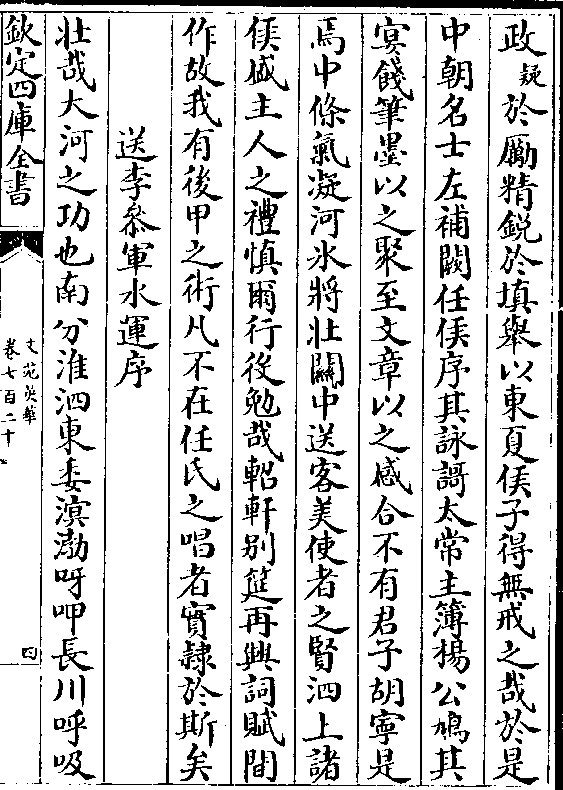 政疑於勵精鋭於填舉以東夏侯子得無戒之哉於是
中朝名士左補闕任侯序其詠謌太常主簿楊公鳩其
賓餞筆墨以之聚至文章以之感合不有君子胡寧是
焉中條氣凝河氷將壯關中送客美使者之賢泗上諸
侯感主人之禮慎爾行役勉哉軺軒别筵再興詞賦間
作故我有後甲之術凡不在任氏之唱者實隷於斯矣
送李叅軍水運序
壯哉大河之功也南分淮泗東委溟渤呀呷長川呼吸
欽定四庫全書
文苑英華
卷七百二十
四